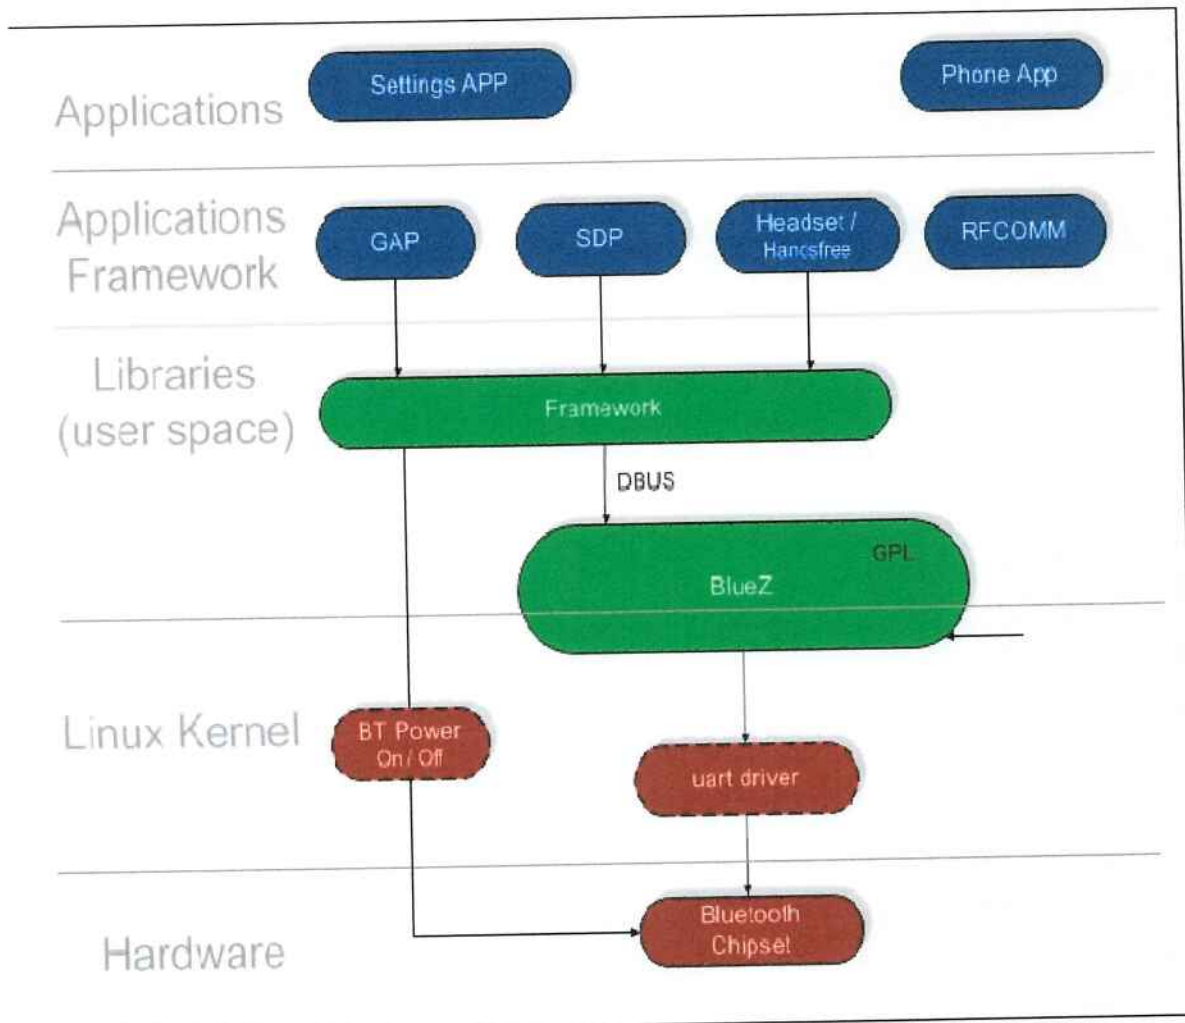 Applications
Settings APP
Phone App
Applications
Framework
GAP
SDP
Headset /
Handsfree
RFCOMM
Libraries
(user space)
Framework
DBUS
GPL
BlueZ
Linux Kernel
BT Power
On / Off
uart driver
Hardware
Bluetooth
Chipset